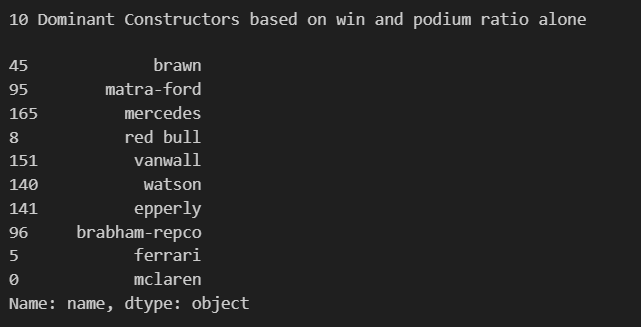 10 Dominant Constructors based on win and podium ratio alone
45 brawn
95 matra-ford
165 mercedes
8 red bull
151 vanwall
140 watson
141 epperly
96 brabham-repco
5 ferrari
0 mclaren
Name: name, dtype: object